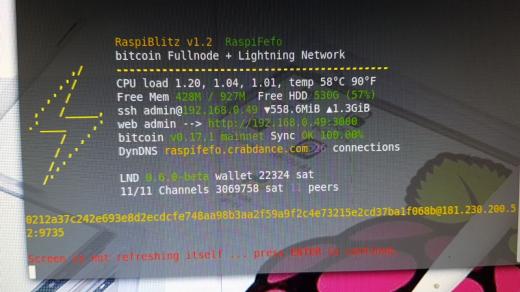 RaspiBlitz v1.2 RaspiFefo
bitcoin Fullnode + Lightning Network
CPU load 1.20, 1.04, 1.01, temp 58°C 90°F
Free Mem 428M / 927M Free HDD 530G (57%)
ssh admin@192.168.0.49 ▼558.6MiB ▲1.3GiB
web admin --> http://192.168.0.49:3000
bitcoin v0.17.1 mainnet Sync OK 100.00%
DynDNS raspifefo.crabdance.com connections
LND 0.6.0-beta wallet 22324 sat
11/11 Channels 3069758 sat 11 peers
0212a37c242e693e8d2ecdcfe748aa98b3aa2f59a9f2c4e73215e2cd37ba1f068b@181.230.200.5
2:9735
Screen is not refreshing itself ... press ENTER to continue.